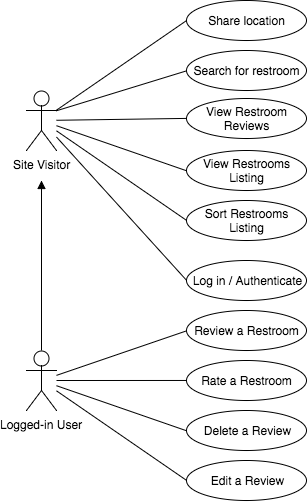 Share location
Search for restroom
View Restroom
Reviews
Site Visitor
View Restrooms
Listing
Sort Restrooms
Listing
Log in / Authenticate
Review a Restroom
Rate a Restroom
Logged-in User
Delete a Review
Edit a Review